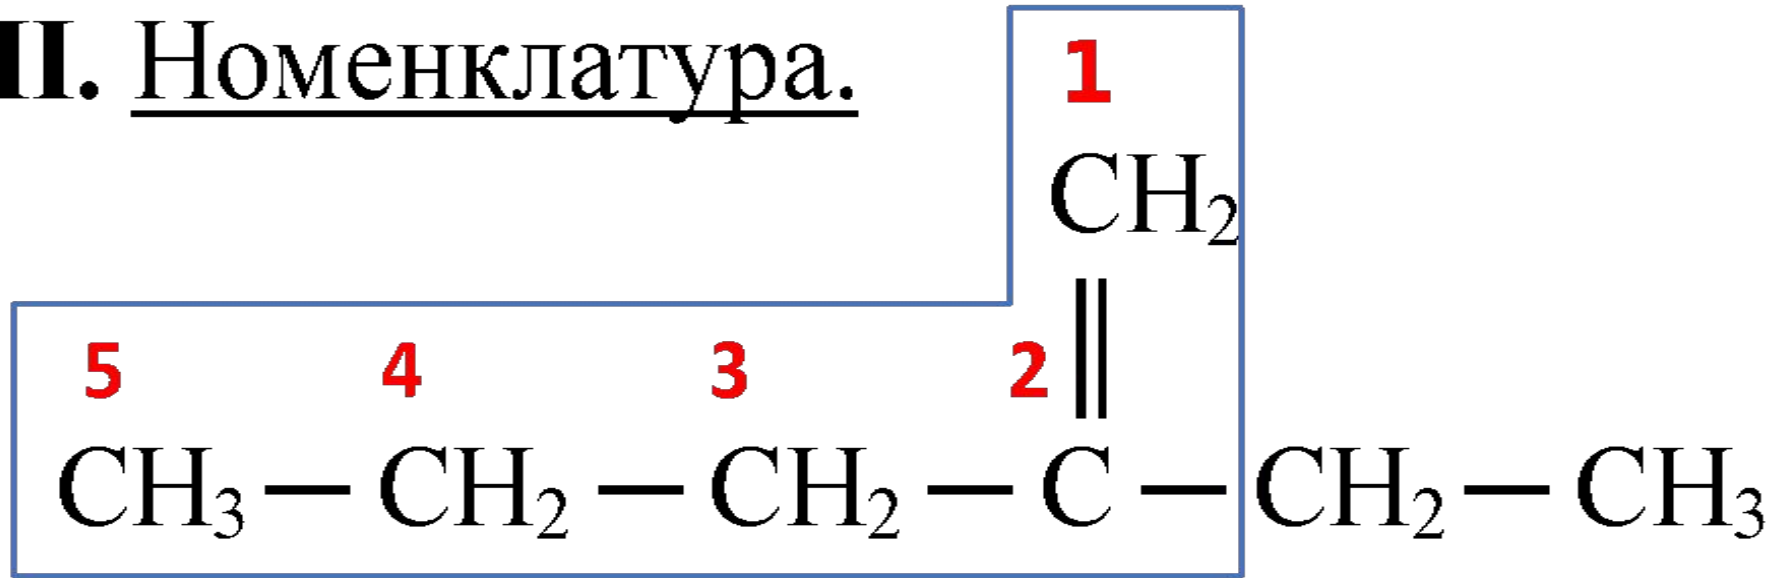 II. Номенклатура.
1
CH₂
5 4 3 2
CH₃ — CH₂ — CH₂ — C — CH₂ — CH₃